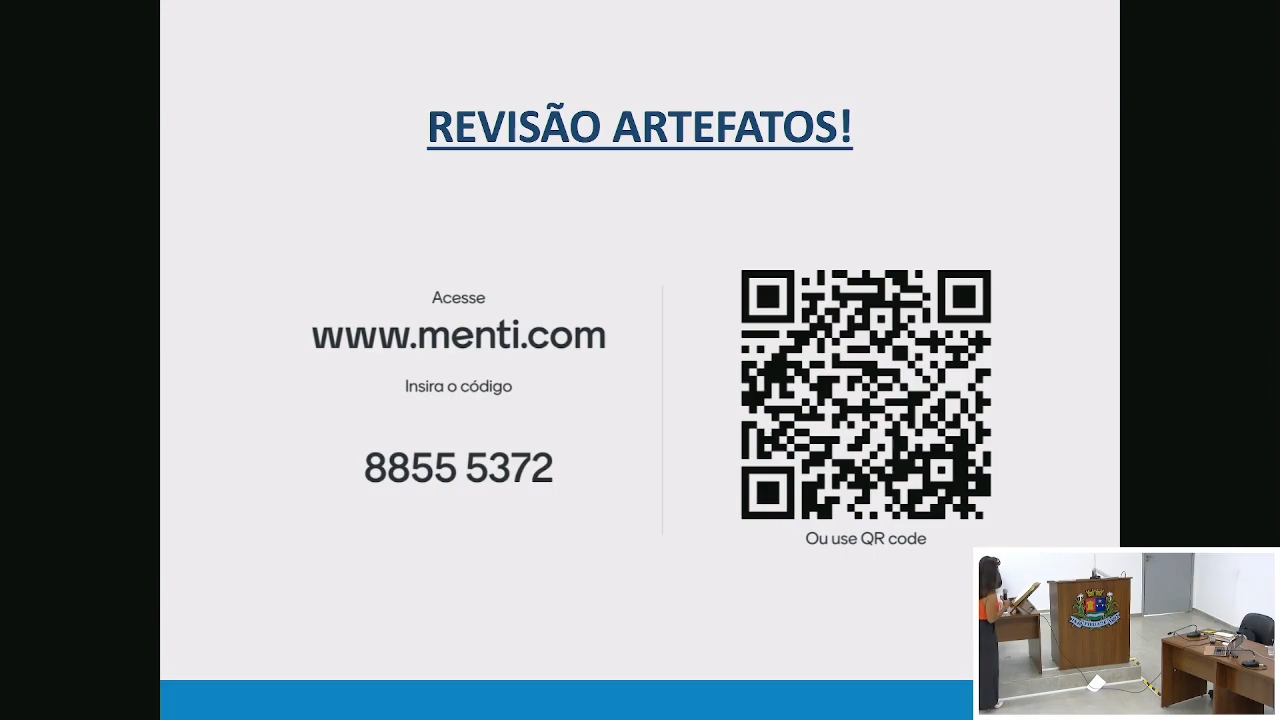 REVISÃO ARTEFATOS!
Acesse
www.menti.com
Insira o código
8855 5372
Ou use QR code